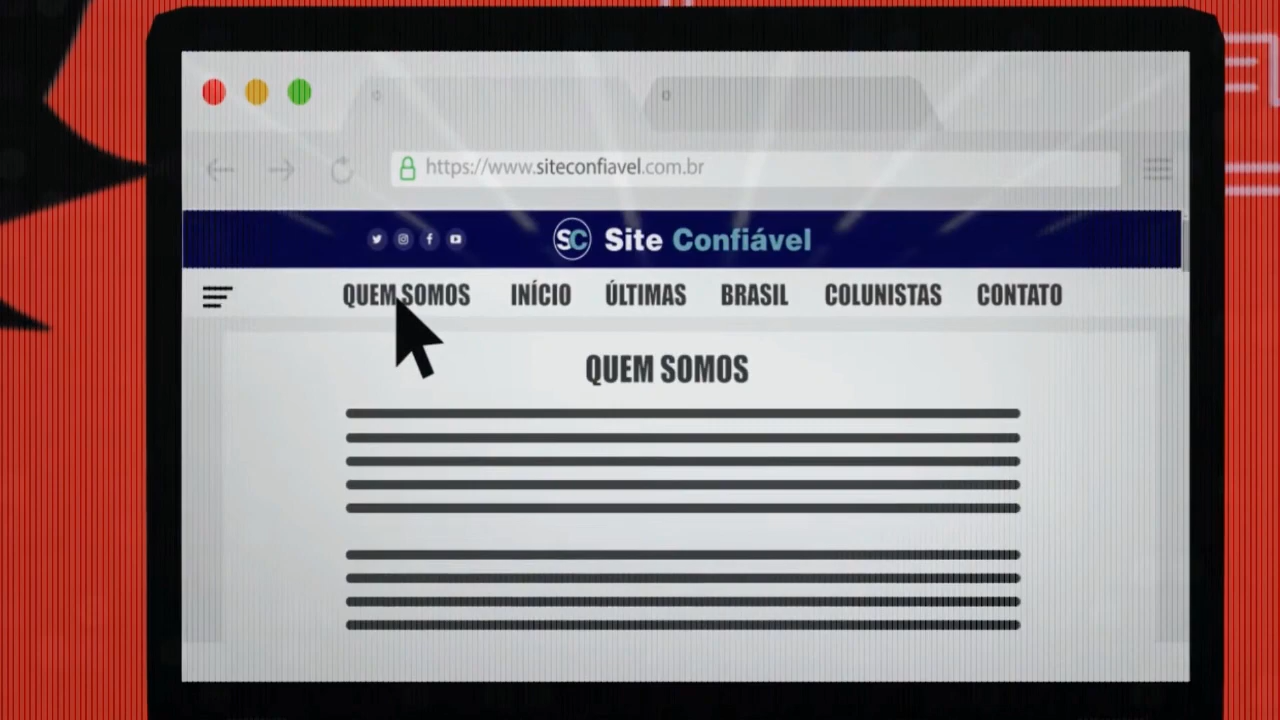 https://www.siteconfiavel.com.br
SC Site Confiável
QUEM SOMOS INÍCIO ÚLTIMAS BRASIL COLUNISTAS CONTATO
QUEM SOMOS